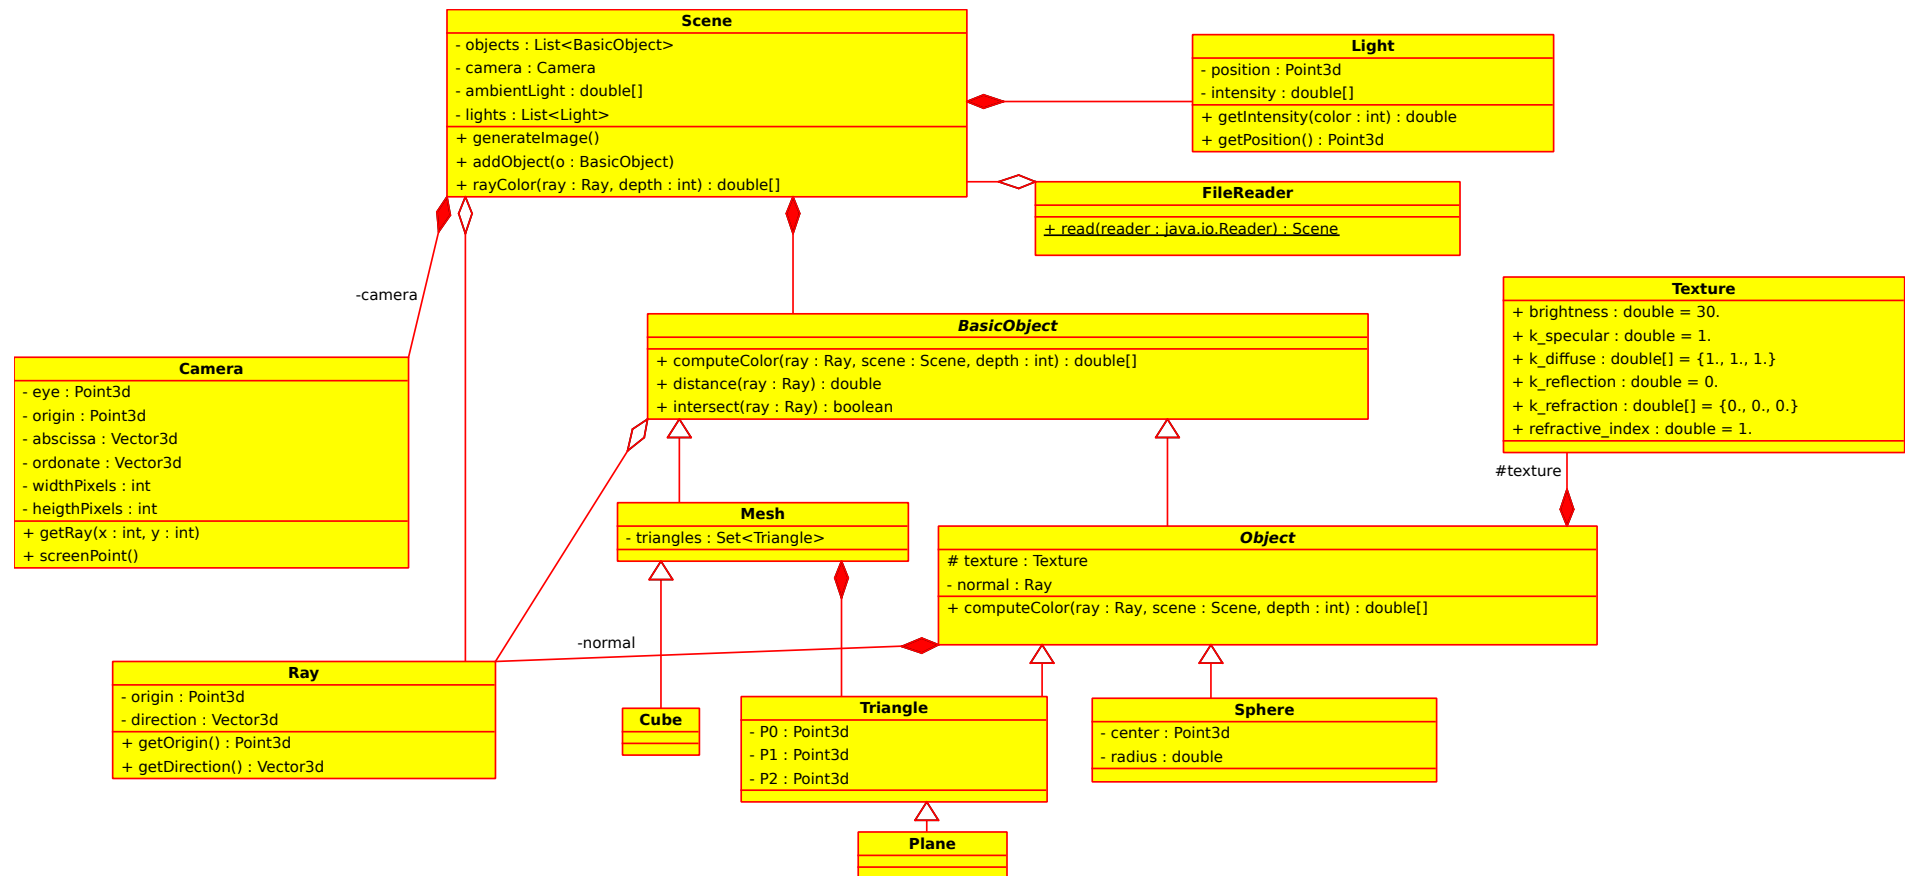 Scene
- objects : List<BasicObject>
- camera : Camera
- ambientLight : double[]
- lights : List<Light>
+ generateImage()
+ addObject(o : BasicObject)
+ rayColor(ray : Ray, depth : int) : double[]
Light
- position : Point3d
- intensity : double[]
+ getIntensity(color : int) : double
+ getPosition() : Point3d
FileReader
+ read(reader : java.io.Reader) : Scene
-camera
Texture
+ brightness : double = 30.
+ k_specular : double = 1.
+ k_diffuse : double[] = {1., 1., 1.}
+ k_reflection : double = 0.
+ k_refraction : double[] = {0., 0., 0.}
+ refractive_index : double = 1.
#texture
BasicObject
+ computeColor(ray : Ray, scene : Scene, depth : int) : double[]
+ distance(ray : Ray) : double
+ intersect(ray : Ray) : boolean
Camera
- eye : Point3d
- origin : Point3d
- abscissa : Vector3d
- ordonate : Vector3d
- widthPixels : int
- heigthPixels : int
+ getRay(x : int, y : int)
+ screenPoint()
Mesh
- triangles : Set<Triangle>
Object
# texture : Texture
- normal : Ray
+ computeColor(ray : Ray, scene : Scene, depth : int) : double[]
-normal
Ray
- origin : Point3d
- direction : Vector3d
+ getOrigin() : Point3d
+ getDirection() : Vector3d
Cube
Triangle
- P0 : Point3d
- P1 : Point3d
- P2 : Point3d
Sphere
- center : Point3d
- radius : double
Plane